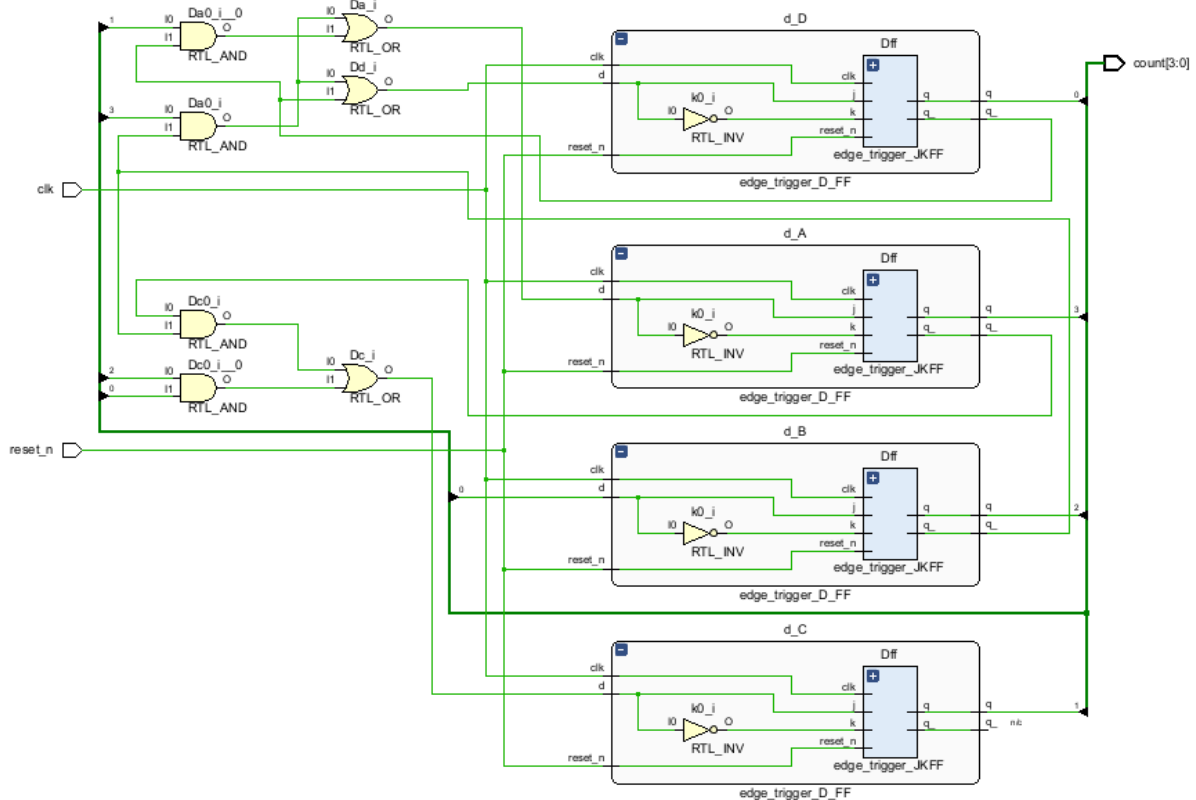 Da0_i__0
1
I0
I1
O
RTL_AND
Da_i
I0
I1
O
RTL_OR
Dd_i
I0
I1
O
RTL_OR
Da0_i
3
I0
I1
O
RTL_AND
clk
Dc0_i
I0
I1
O
RTL_AND
Dc0_i__0
2
0
I0
I1
O
RTL_AND
Dc_i
I0
I1
O
RTL_OR
reset_n
0
d_D
clk
d
reset_n
k0_i
I0
O
RTL_INV
Dff
clk
j
k
reset_n
q
q_
edge_trigger_JKFF
q
q_
0
edge_trigger_D_FF
count[3:0]
d_A
clk
d
reset_n
k0_i
I0
O
RTL_INV
Dff
clk
j
k
reset_n
q
q_
edge_trigger_JKFF
q
q_
3
edge_trigger_D_FF
d_B
clk
d
reset_n
k0_i
I0
O
RTL_INV
Dff
clk
j
k
reset_n
q
q_
edge_trigger_JKFF
q
q_
2
edge_trigger_D_FF
d_C
clk
d
reset_n
k0_i
I0
O
RTL_INV
Dff
clk
j
k
reset_n
q
q_
edge_trigger_JKFF
q
q_
n/c
1
edge_trigger_D_FF